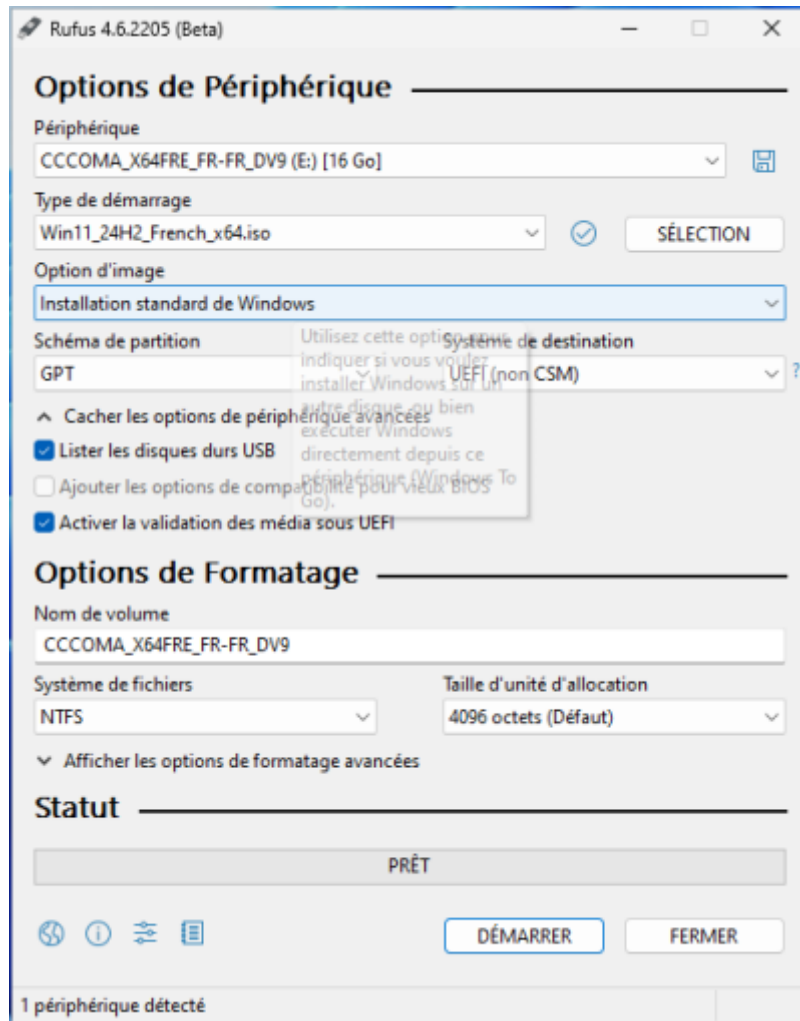 Rufus 4.6.2205 (Beta)
Options de Périphérique
Périphérique
CCCOMA_X64FRE_FR-FR_DV9 (E:) [16 Go]
Type de démarrage
Win11_24H2_French_x64.iso
SÉLECTION
Option d'image
Installation standard de Windows
Schéma de partition
Système de destination
GPT
UEFI (non CSM)
?
Utilisez cette option pour
indiquer si vous voulez
installer Windows sur un
autre disque, ou bien
exécuter Windows
directement depuis ce
périphérique (Windows To
Go).
Cacher les options de périphérique avancées
Lister les disques durs USB
Ajouter les options de compatibilité pour vieux BIOS
Activer la validation des média sous UEFI
Options de Formatage
Nom de volume
CCCOMA_X64FRE_FR-FR_DV9
Système de fichiers
Taille d'unité d'allocation
NTFS
4096 octets (Défaut)
Afficher les options de formatage avancées
Statut
PRÊT
DÉMARRER
FERMER
1 périphérique détecté